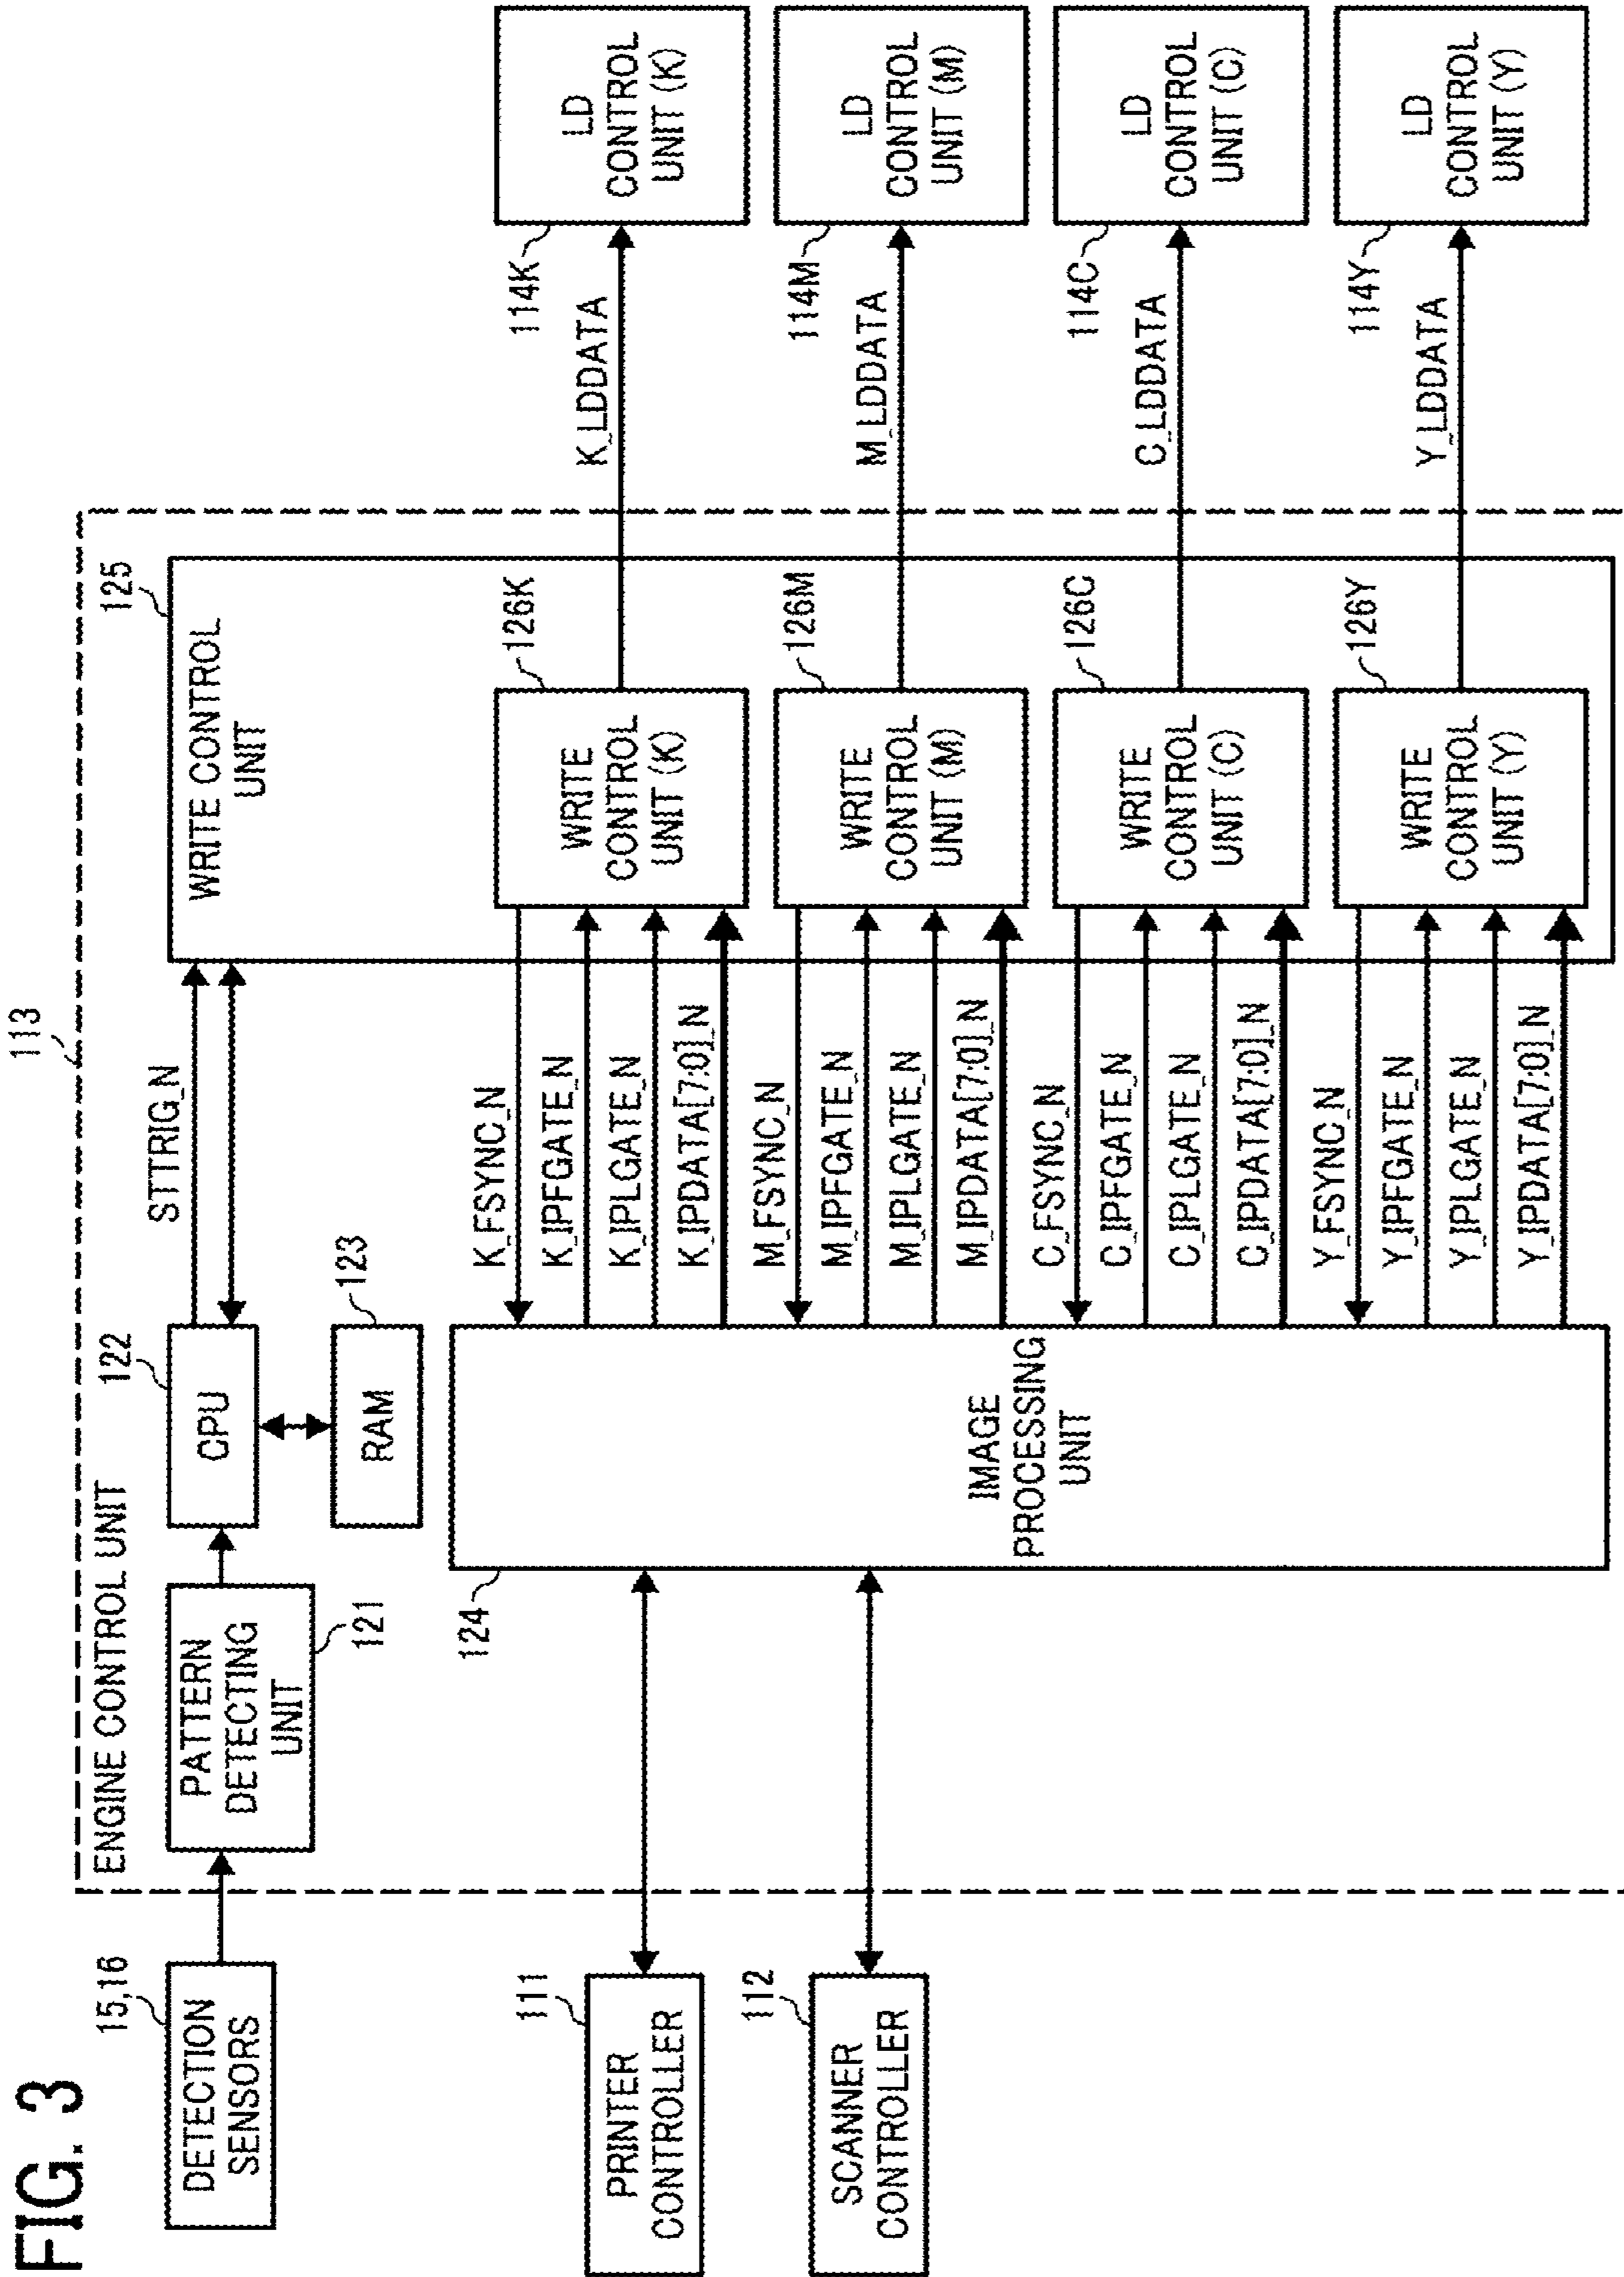 FIG. 3
113
ENGINE CONTROL UNIT
15,16
DETECTION
SENSORS
PATTERN
DETECTING
UNIT
121
122
CPU
RAM
123
STTRIG_N
125
WRITE CONTROL
UNIT
111
PRINTER
CONTROLLER
112
SCANNER
CONTROLLER
124
IMAGE
PROCESSING
UNIT
K_FSYNC_N
K_IPFGATE_N
K_IPLGATE_N
K_IPDATA[7:0]_N
M_FSYNC_N
M_IPFGATE_N
M_IPLGATE_N
M_IPDATA[7:0]_N
C_FSYNC_N
C_IPFGATE_N
C_IPLGATE_N
C_IPDATA[7:0]_N
Y_FSYNC_N
Y_IPFGATE_N
Y_IPLGATE_N
Y_IPDATA[7:0]_N
126K
WRITE
CONTROL
UNIT (K)
126M
WRITE
CONTROL
UNIT (M)
126C
WRITE
CONTROL
UNIT (C)
126Y
WRITE
CONTROL
UNIT (Y)
K_LDDATA
M_LDDATA
C_LDDATA
Y_LDDATA
114K
LD
CONTROL
UNIT (K)
114M
LD
CONTROL
UNIT (M)
114C
LD
CONTROL
UNIT (C)
114Y
LD
CONTROL
UNIT (Y)